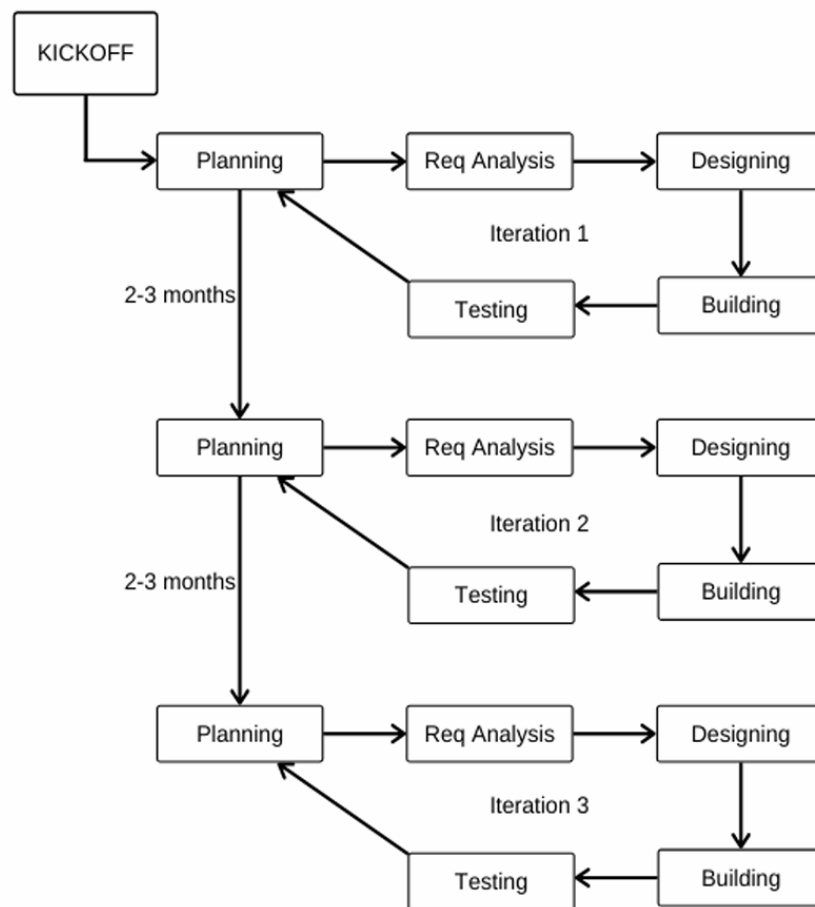 KICKOFF
Planning
Req Analysis
Designing
Iteration 1
2-3 months
Testing
Building
Planning
Req Analysis
Designing
Iteration 2
2-3 months
Testing
Building
Planning
Req Analysis
Designing
Iteration 3
Testing
Building